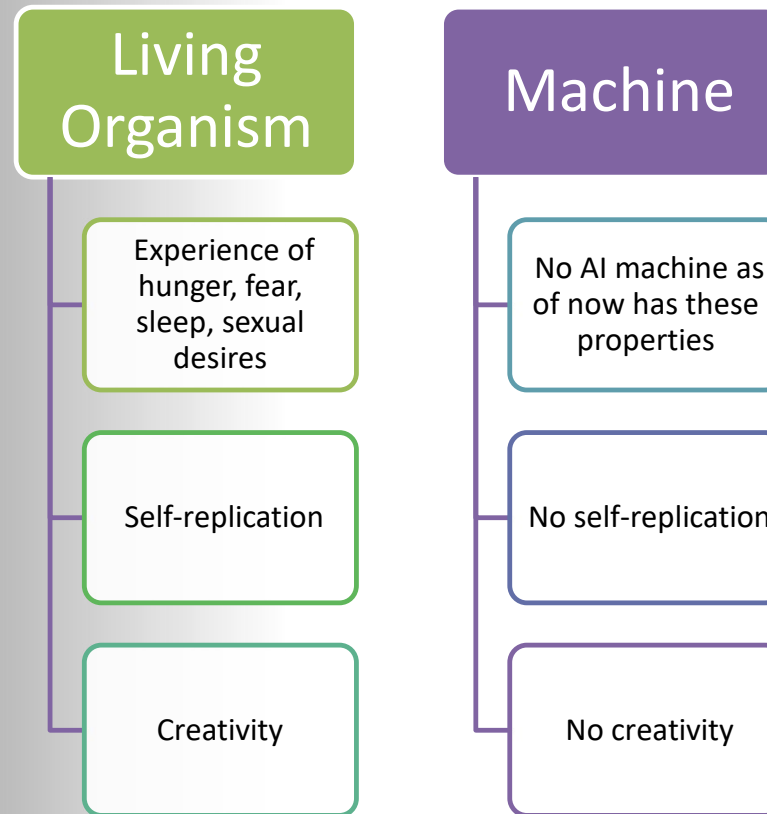 Living
Organism
Experience of
hunger, fear,
sleep, sexual
desires
Self-replication
Creativity
Machine
No AI machine as
of now has these
properties
No self-replication
No creativity